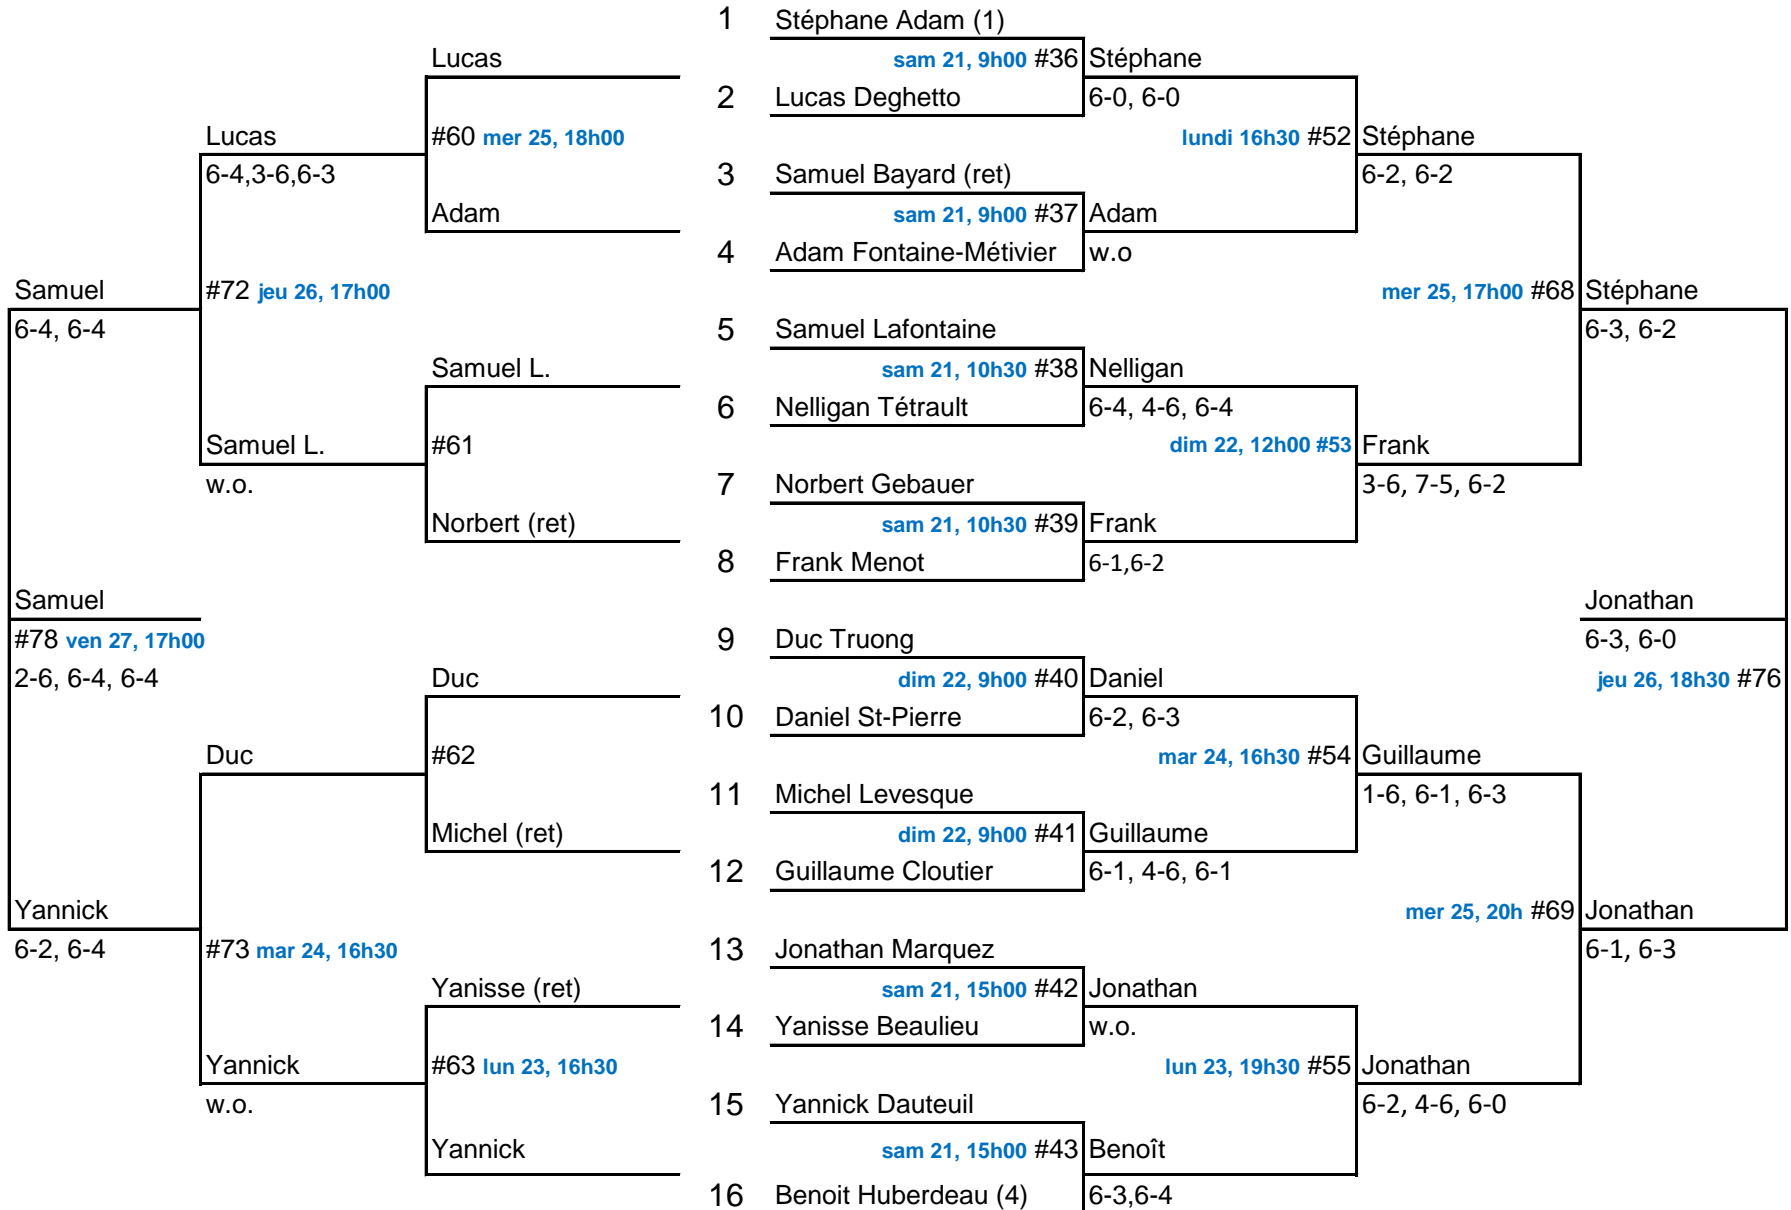 1 Stéphane Adam (1)
Lucas sam 21, 9h00 #36 Stéphane
2 Lucas Deghetto 6-0, 6-0
Lucas #60 mer 25, 18h00 lundi 16h30 #52 Stéphane
6-4,3-6,6-3 3 Samuel Bayard (ret) 6-2, 6-2
Adam sam 21, 9h00 #37 Adam
4 Adam Fontaine-Métivier w.o
Samuel #72 jeu 26, 17h00 mer 25, 17h00 #68 Stéphane
6-4, 6-4 5 Samuel Lafontaine 6-3, 6-2
Samuel L. sam 21, 10h30 #38 Nelligan
6 Nelligan Tétrault 6-4, 4-6, 6-4
Samuel L. #61 dim 22, 12h00 #53 Frank
w.o. 7 Norbert Gebauer 3-6, 7-5, 6-2
Norbert (ret) sam 21, 10h30 #39 Frank
8 Frank Menot 6-1,6-2
Samuel Jonathan
#78 ven 27, 17h00 9 Duc Truong 6-3, 6-0
2-6, 6-4, 6-4 Duc dim 22, 9h00 #40 Daniel jeu 26, 18h30 #76
10 Daniel St-Pierre 6-2, 6-3
Duc #62 mar 24, 16h30 #54 Guillaume
11 Michel Levesque 1-6, 6-1, 6-3
Michel (ret) dim 22, 9h00 #41 Guillaume
12 Guillaume Cloutier 6-1, 4-6, 6-1
Yannick mer 25, 20h #69 Jonathan
6-2, 6-4 #73 mar 24, 16h30 13 Jonathan Marquez 6-1, 6-3
Yanisse (ret) sam 21, 15h00 #42 Jonathan
14 Yanisse Beaulieu w.o.
Yannick #63 lun 23, 16h30 lun 23, 19h30 #55 Jonathan
w.o. 15 Yannick Dauteuil 6-2, 4-6, 6-0
Yannick sam 21, 15h00 #43 Benoît
16 Benoit Huberdeau (4) 6-3,6-4